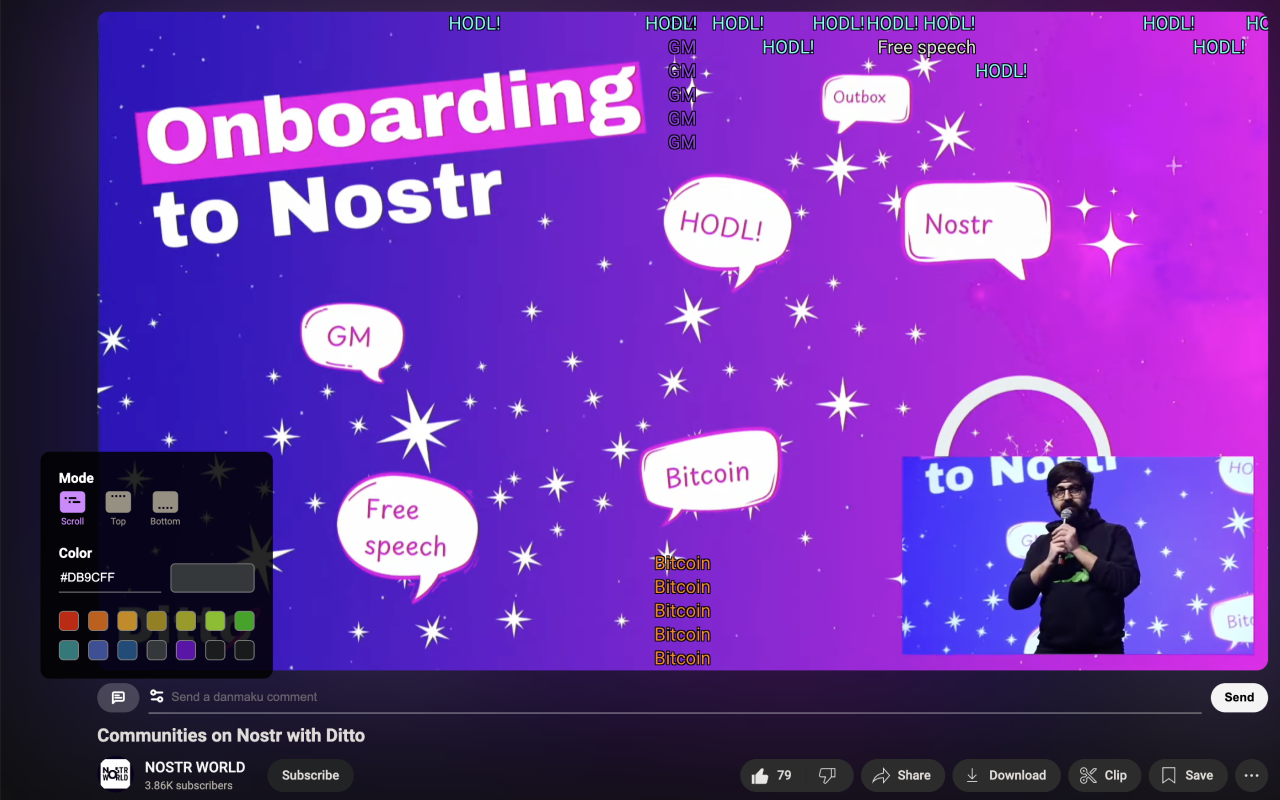 HODL! HODL! HODL! HODL! HODL! HODL! HODL!
GM HODL! Free speech HODL!
GM HODL!
GM
GM
GM
Onboarding
to Nostr
Outbox
HODL!
Nostr
GM
Bitcoin
Free
speech
Bitcoin
Bitcoin
Bitcoin
Bitcoin
Bitcoin
to Nostr
Mode
Scroll Top Bottom
Color
#DB9CFF
Send a danmaku comment
Send
Communities on Nostr with Ditto
NOSTR WORLD
NOSTR WORLD
3.86K subscribers
Subscribe
79
Share
Download
Clip
Save